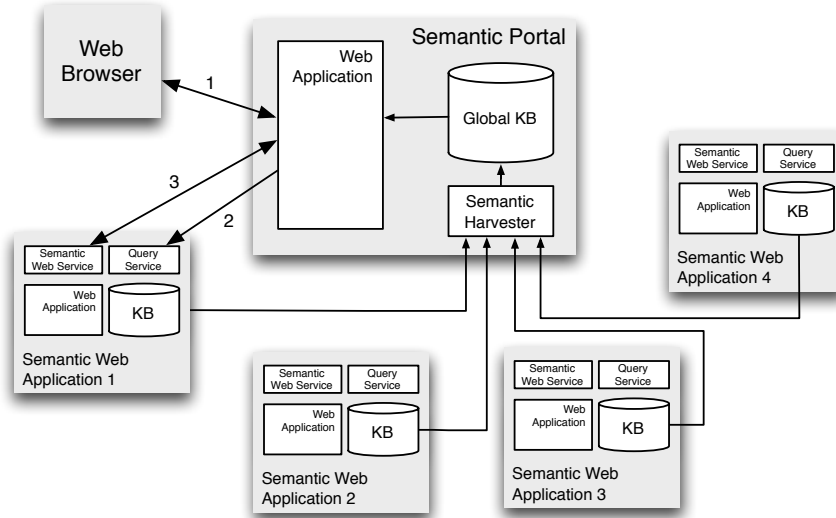 Web
Browser
Semantic Portal
Web
Application
Global KB
Semantic
Harvester
1
3
2
Semantic
Web Service
Query
Service
Web
Application
KB
Semantic Web
Application 1
Semantic
Web Service
Query
Service
Web
Application
KB
Semantic Web
Application 2
Semantic
Web Service
Query
Service
Web
Application
KB
Semantic Web
Application 3
Semantic
Web Service
Query
Service
Web
Application
KB
Semantic Web
Application 4